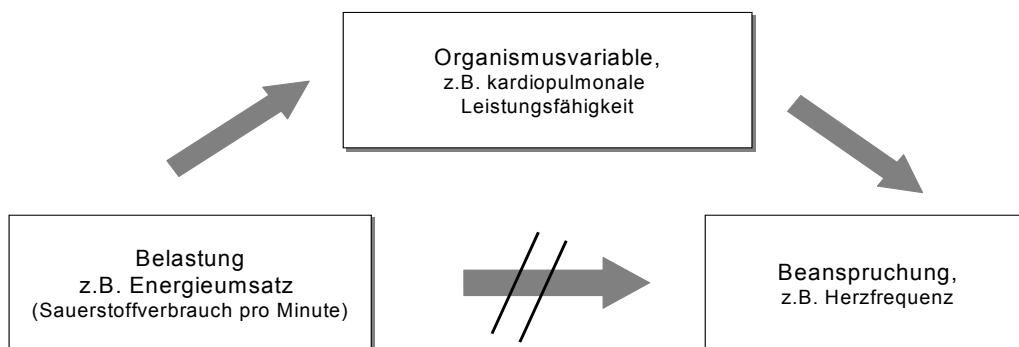 Organismusvariable,
z.B. kardiopulmonale
Leistungsfähigkeit
Belastung
z.B. Energieumsatz
(Sauerstoffverbrauch pro Minute)
Beanspruchung,
z.B. Herzfrequenz